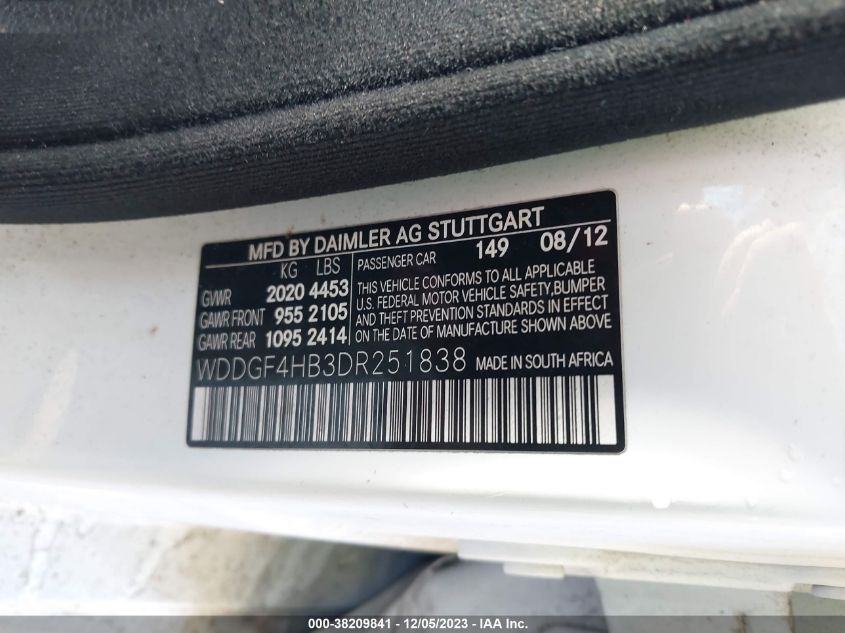 MFD BY DAIMLER AG STUTTGART
KG LBS
GVWR 2020 4453
GAWR FRONT 955 2105
GAWR REAR 1095 2414
PASSENGER CAR 149 08/12
THIS VEHICLE CONFORMS TO ALL APPLICABLE
U.S. FEDERAL MOTOR VEHICLE SAFETY,BUMPER
AND THEFT PREVENTION STANDARDS IN EFFECT
ON THE DATE OF MANUFACTURE SHOWN ABOVE
WDDGF4HB3DR251838 MADE IN SOUTH AFRICA
000-38209841 - 12/05/2023 - IAA Inc.